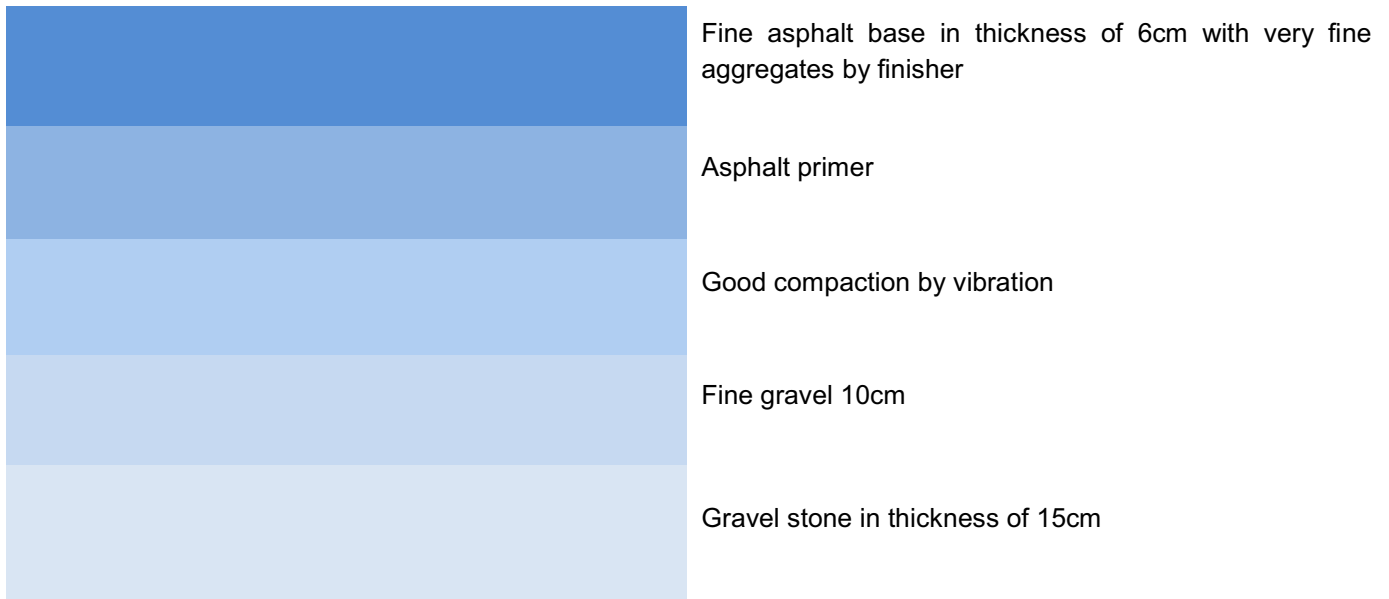 Fine asphalt base in thickness of 6cm with very fine
aggregates by finisher
Asphalt primer
Good compaction by vibration
Fine gravel 10cm
Gravel stone in thickness of 15cm